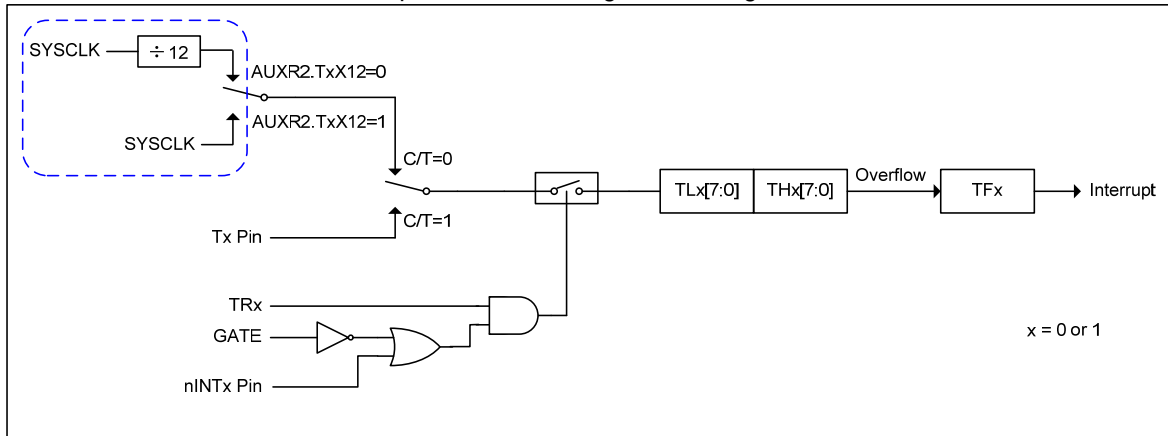 SYSCLK
÷ 12
AUXR2.TxX12=0
AUXR2.TxX12=1
SYSCLK
C/T=0
C/T=1
Tx Pin
TLx[7:0]
THx[7:0]
Overflow
TFx
Interrupt
TRx
GATE
nINTx Pin
x = 0 or 1